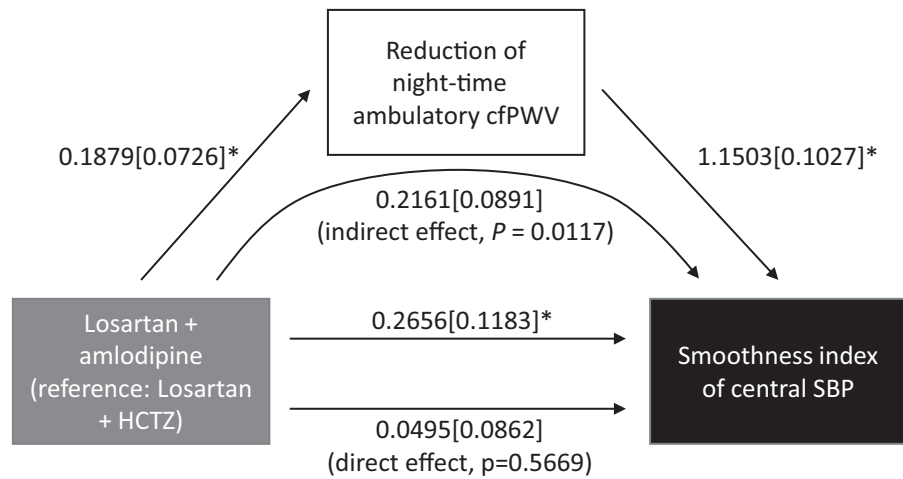 Reduction of
night-time
ambulatory cfPWV
0.1879[0.0726]*
1.1503[0.1027]*
0.2161[0.0891]
(indirect effect, P = 0.0117)
Losartan +
amlodipine
(reference: Losartan
+ HCTZ)
0.2656[0.1183]*
Smoothness index
of central SBP
0.0495[0.0862]
(direct effect, p=0.5669)